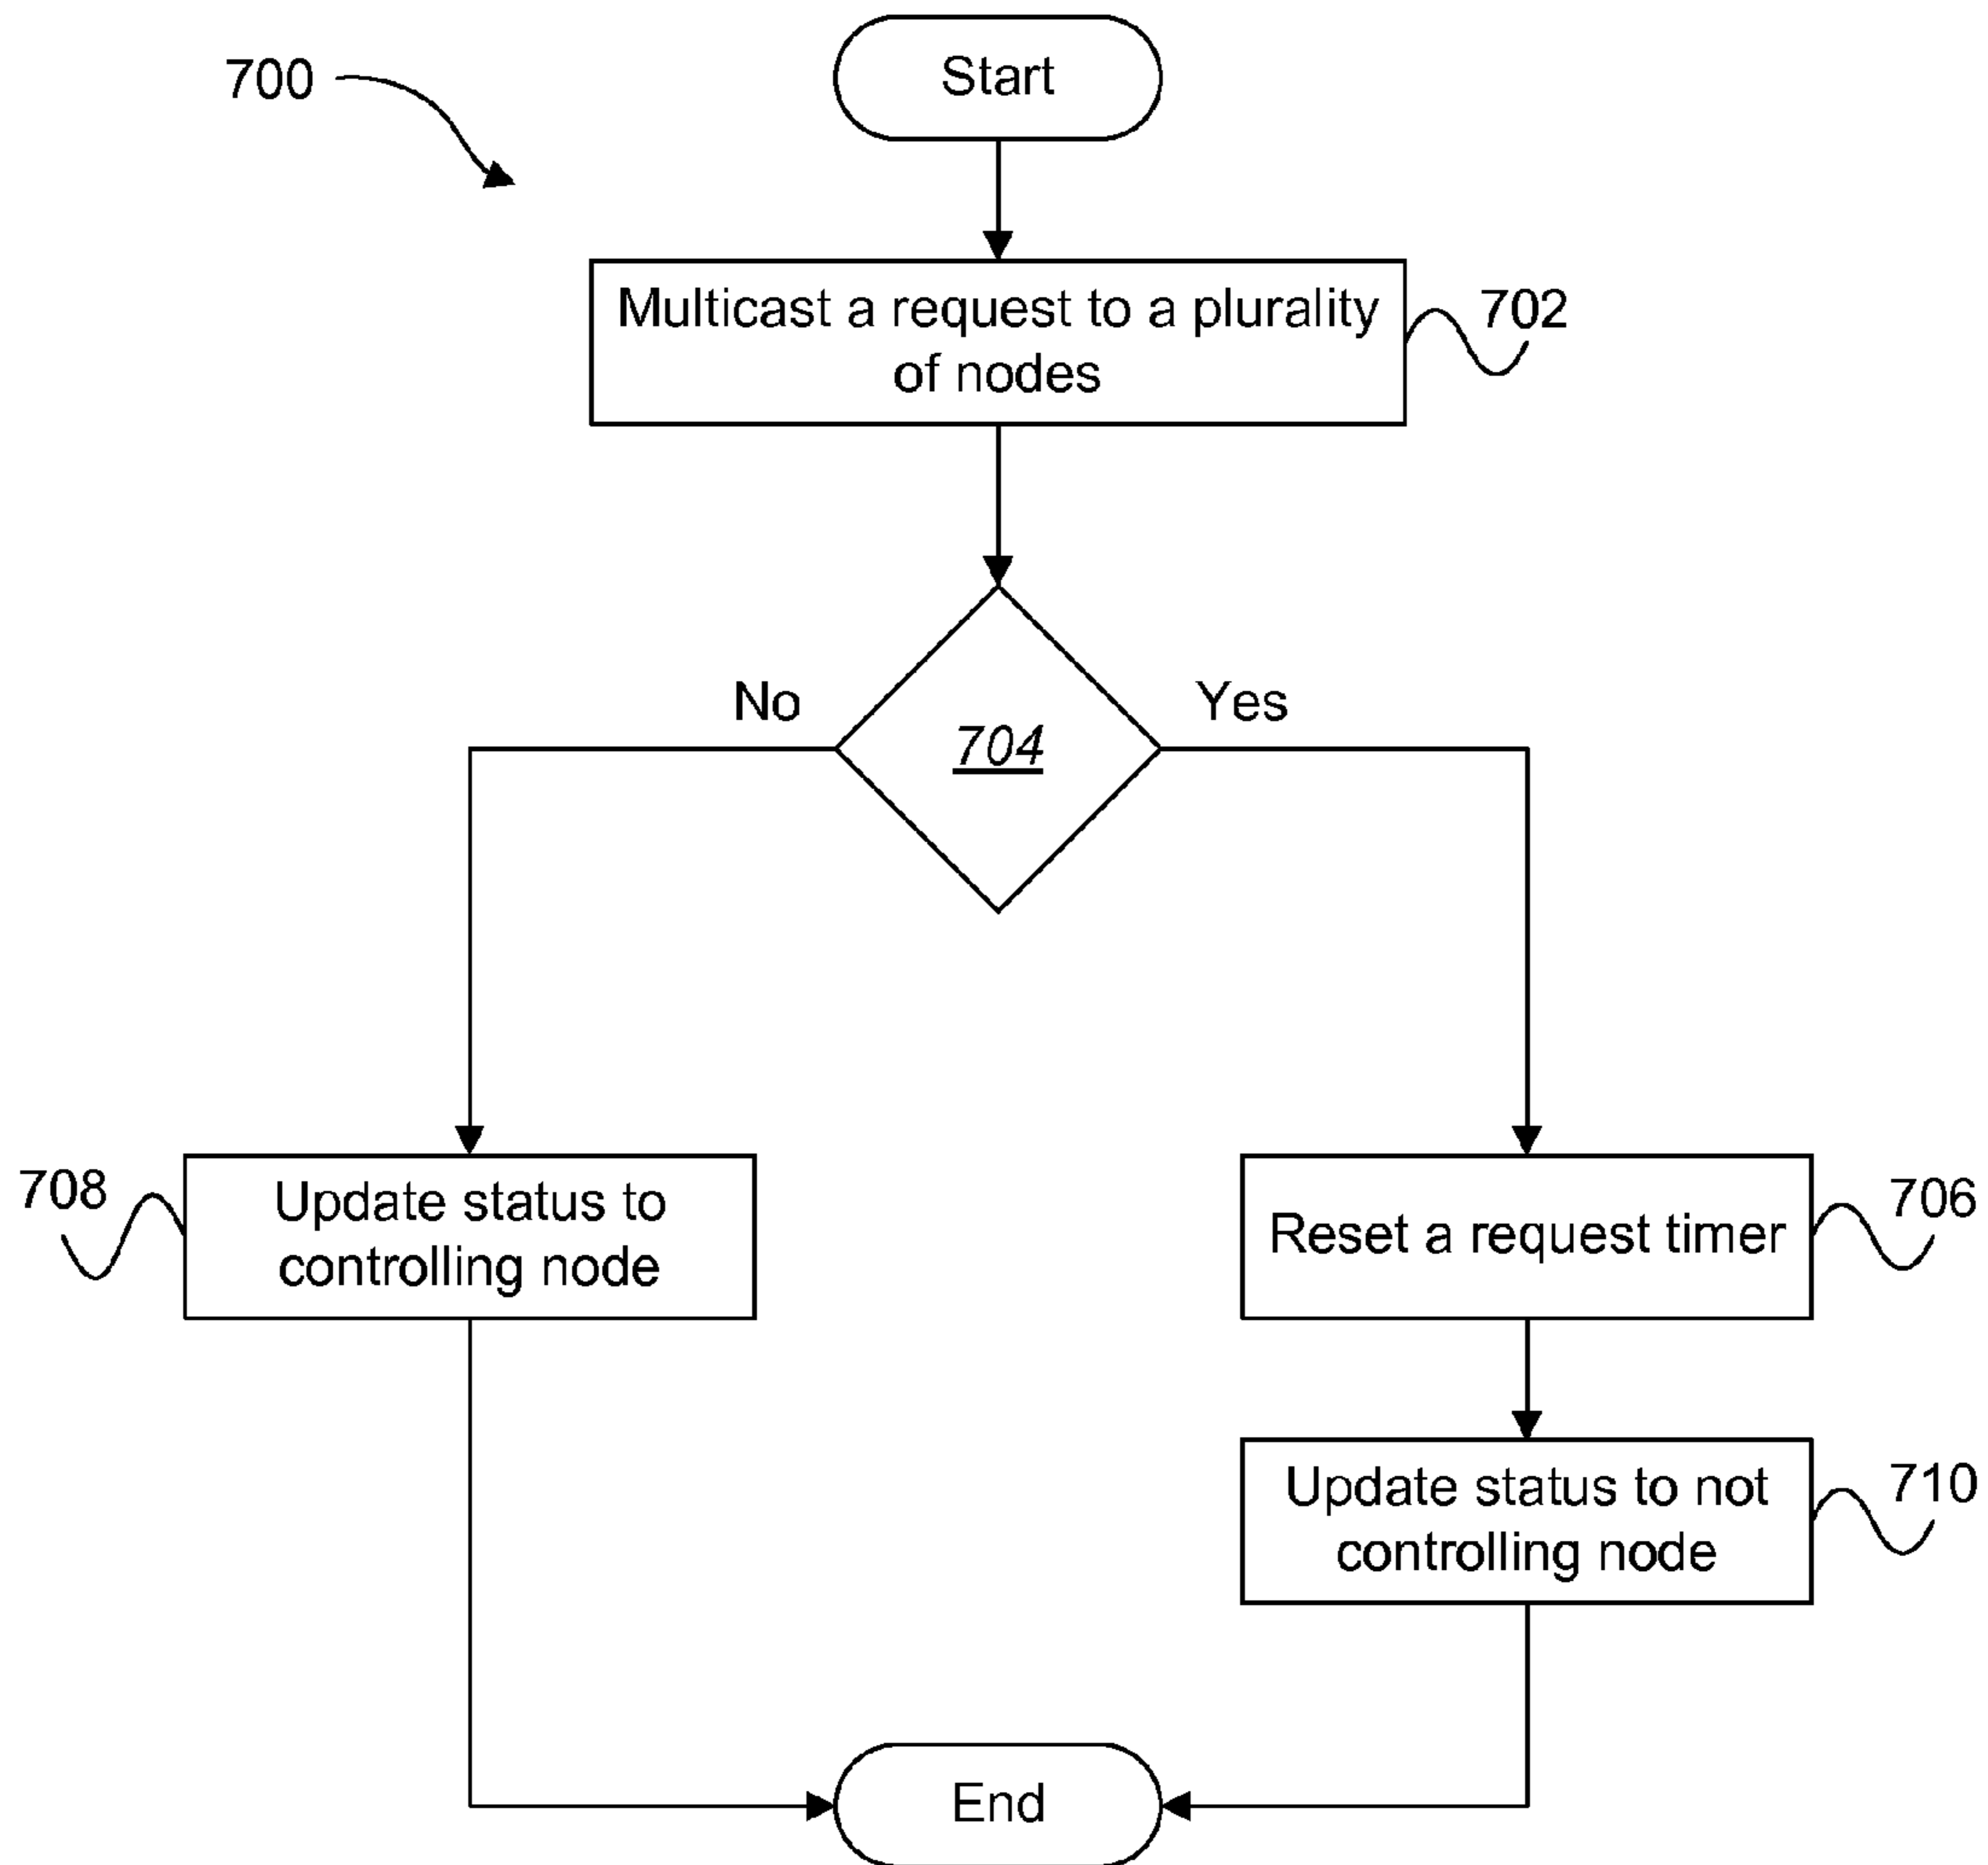 700
Start
Multicast a request to a plurality
of nodes
702
No
Yes
704
708
Update status to
controlling node
Reset a request timer
706
Update status to not
controlling node
710
End